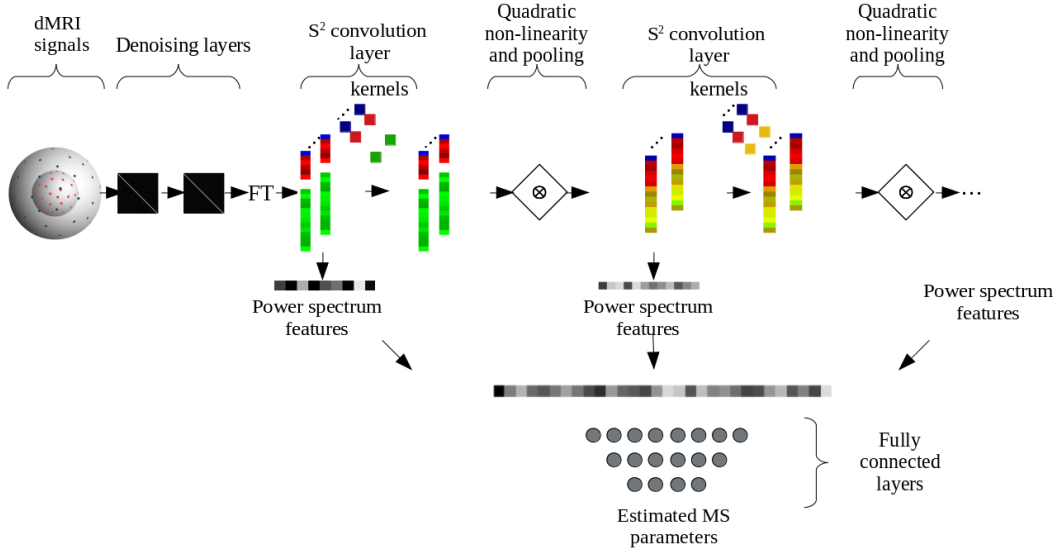 dMRI
signals
Denoising layers
S² convolution
layer
kernels
Quadratic
non-linearity
and pooling
S² convolution
layer
kernels
Quadratic
non-linearity
and pooling
FT
...
Power spectrum
features
Power spectrum
features
Power spectrum
features
Fully
connected
layers
Estimated MS
parameters